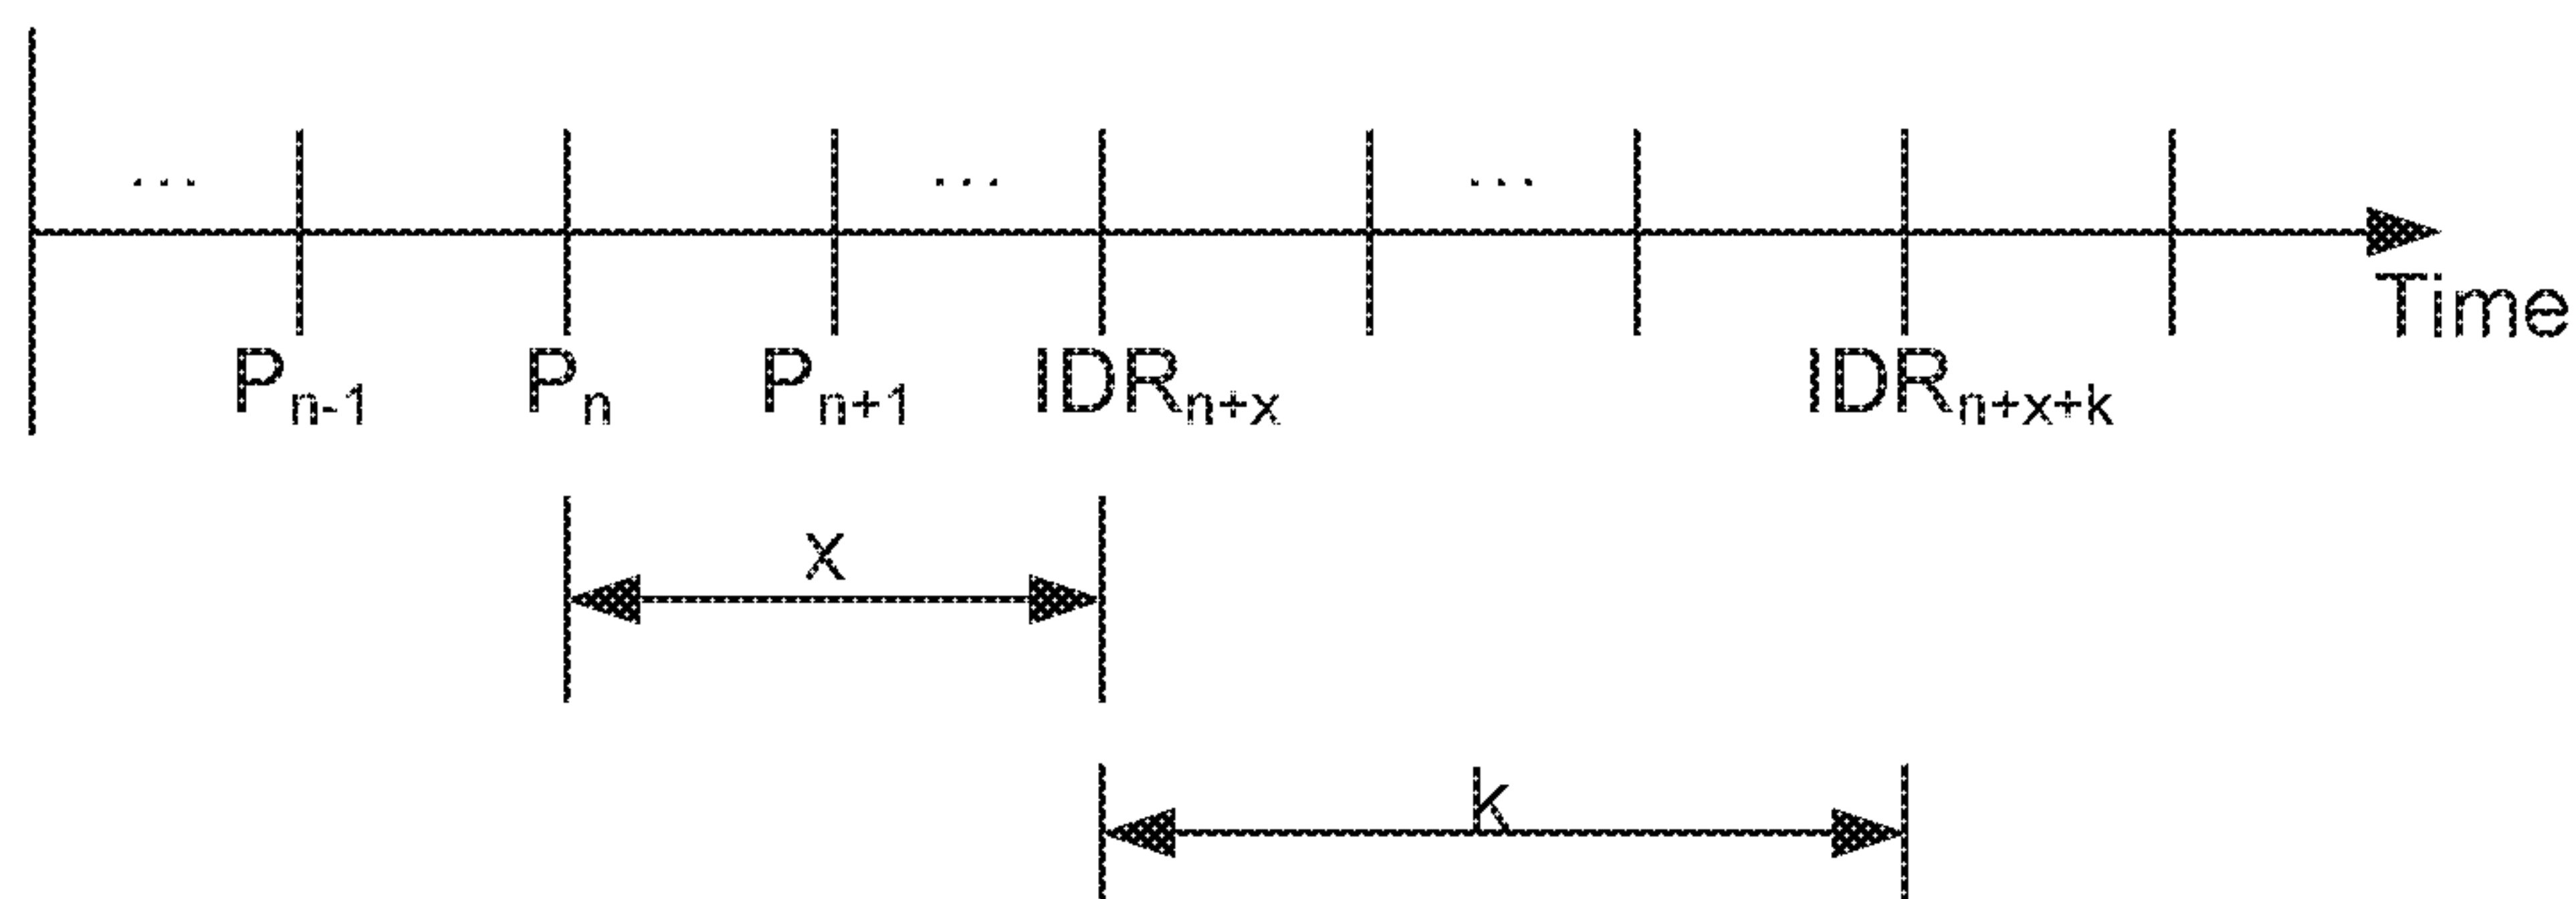 ... ... ...
Time
Pn-1 Pn Pn+1 IDRn+x IDRn+x+k
x
k